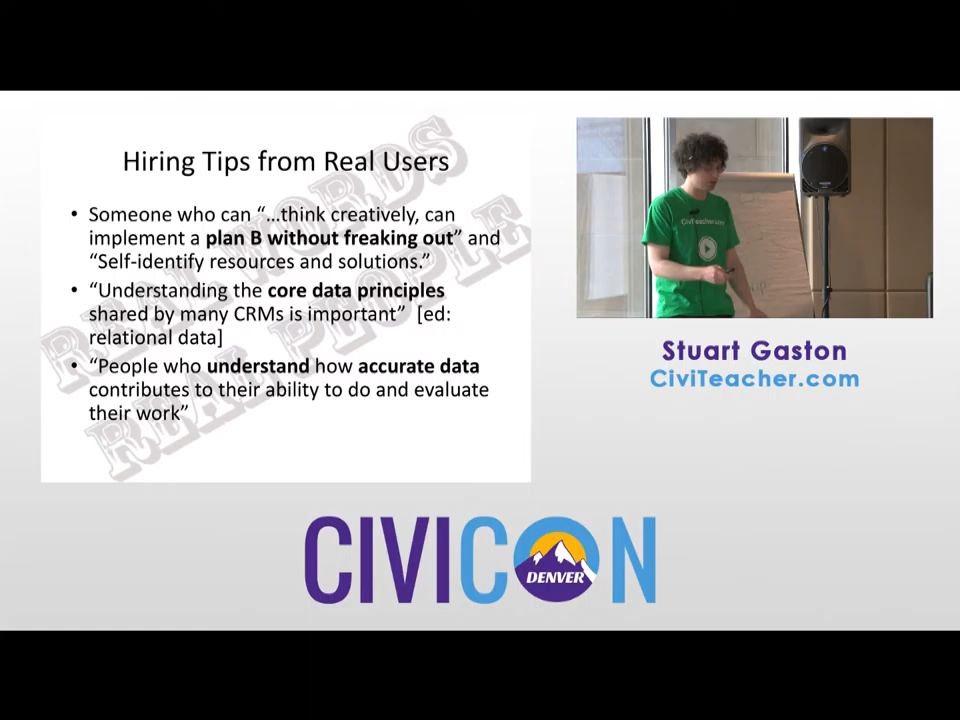 Hiring Tips from Real Users
• Someone who can “…think creatively, can
implement a plan B without freaking out” and
“Self-identify resources and solutions.”
• “Understanding the core data principles
shared by many CRMs is important” [ed:
relational data]
• “People who understand how accurate data
contributes to their ability to do and evaluate
their work”
REAL WORDS
REAL PEOPLE
CiviTeacher.com
Stuart Gaston
CiviTeacher.com
CIVICON
DENVER